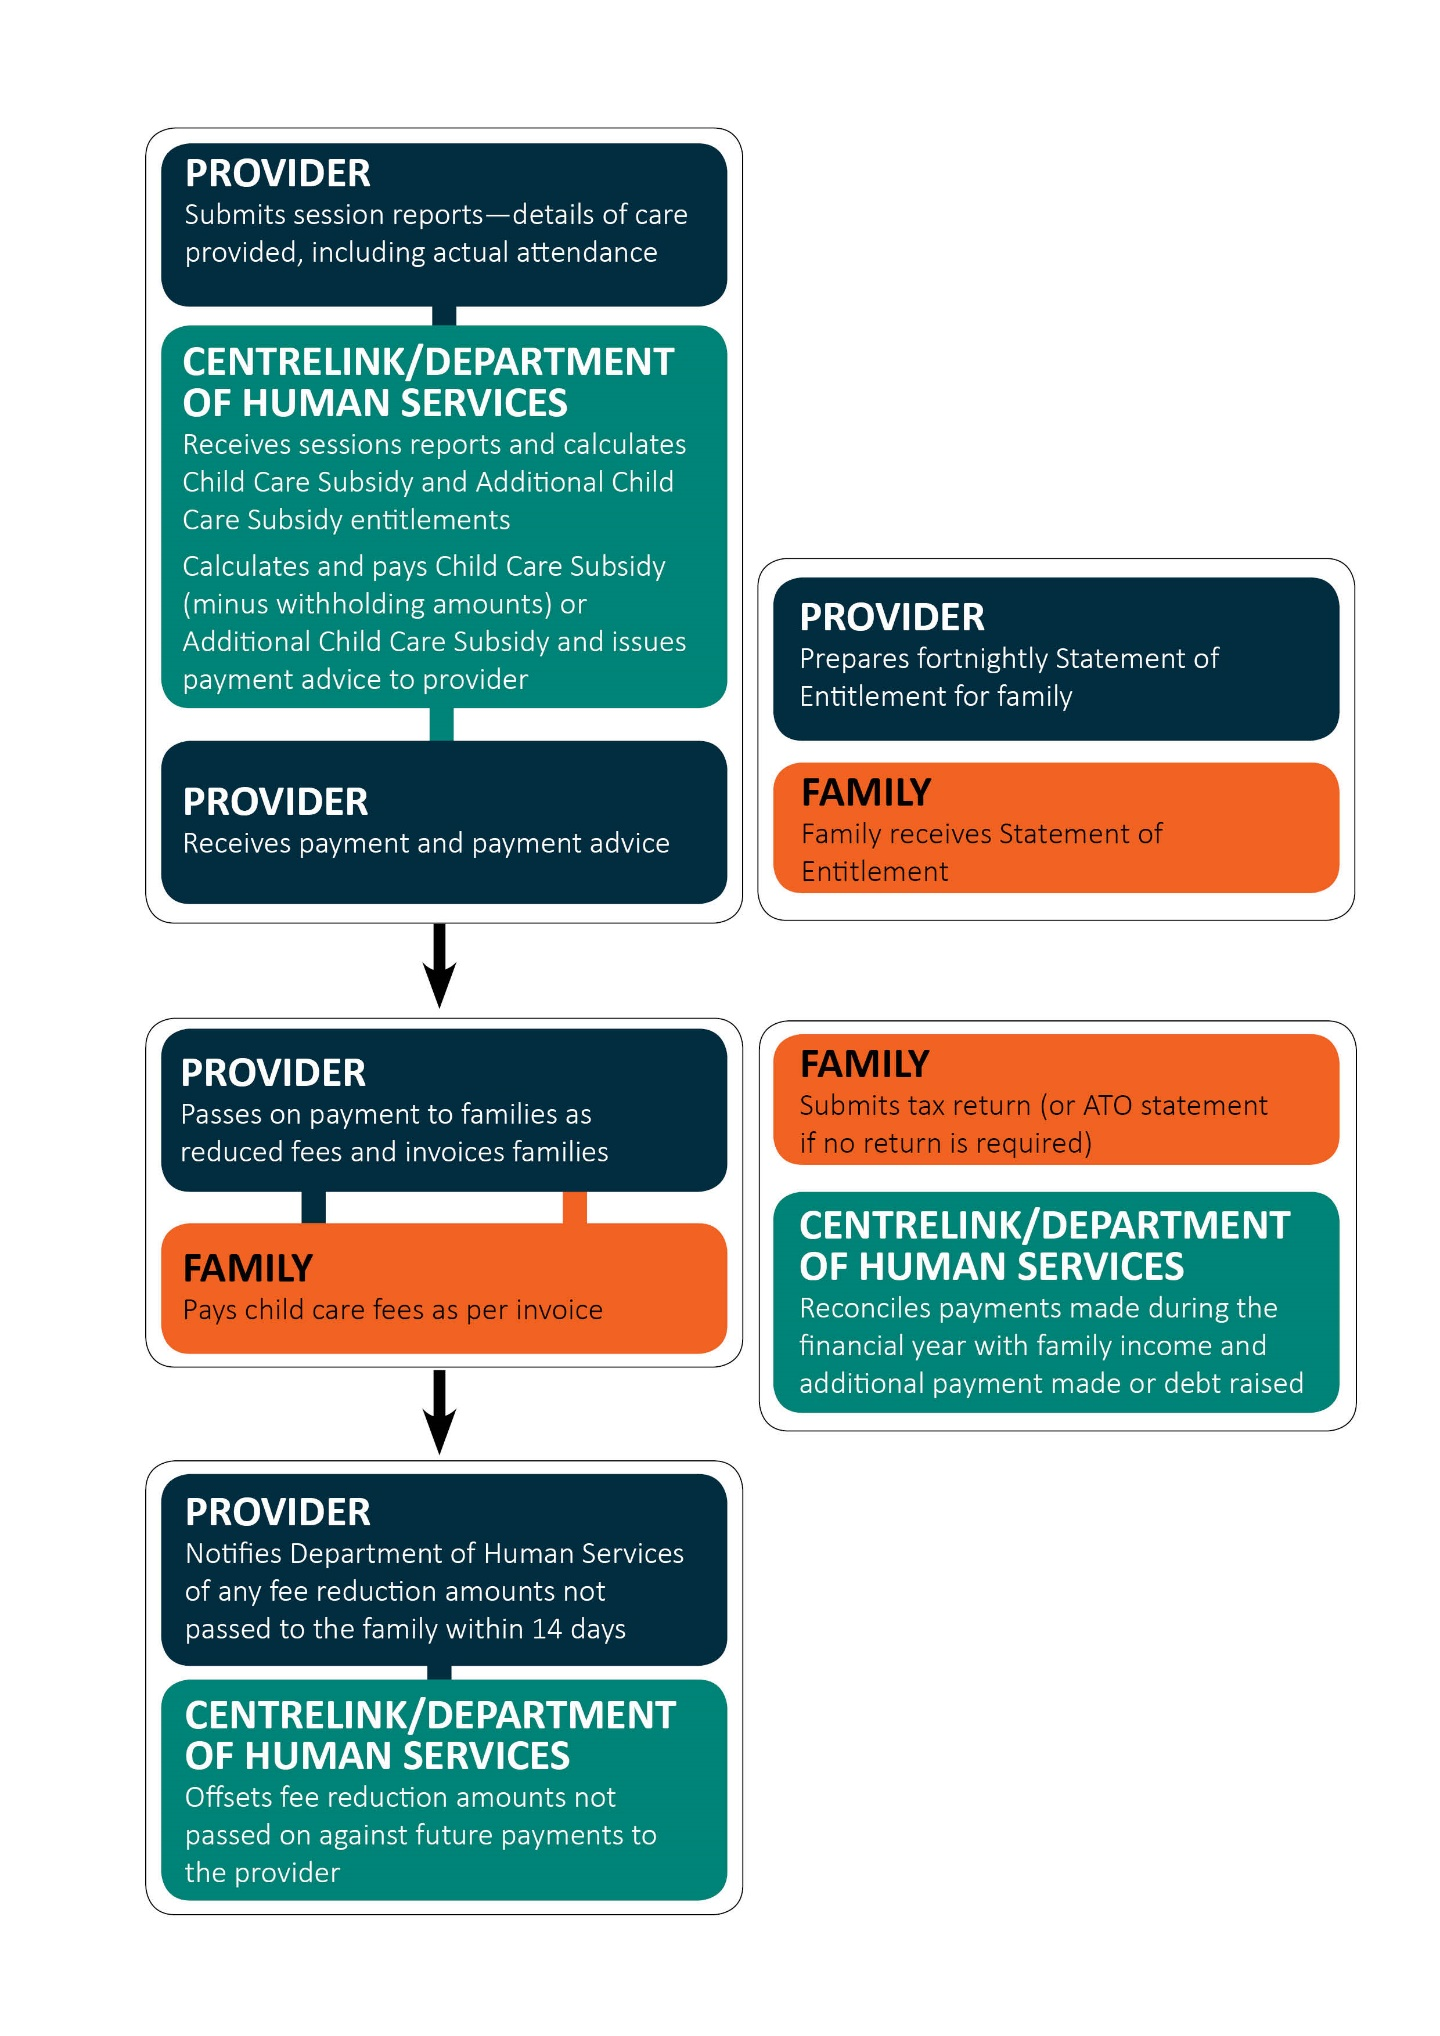 PROVIDER
Submits session reports—details of care
provided, including actual attendance
CENTRELINK/DEPARTMENT
OF HUMAN SERVICES
Receives sessions reports and calculates
Child Care Subsidy and Additional Child
Care Subsidy entitlements
Calculates and pays Child Care Subsidy
(minus withholding amounts) or
Additional Child Care Subsidy and issues
payment advice to provider
PROVIDER
Receives payment and payment advice
PROVIDER
Prepares fortnightly Statement of
Entitlement for family
FAMILY
Family receives Statement of
Entitlement
PROVIDER
Passes on payment to families as
reduced fees and invoices families
FAMILY
Pays child care fees as per invoice
FAMILY
Submits tax return (or ATO statement
if no return is required)
CENTRELINK/DEPARTMENT
OF HUMAN SERVICES
Reconciles payments made during the
financial year with family income and
additional payment made or debt raised
PROVIDER
Notifies Department of Human Services
of any fee reduction amounts not
passed to the family within 14 days
CENTRELINK/DEPARTMENT
OF HUMAN SERVICES
Offsets fee reduction amounts not
passed on against future payments to
the provider